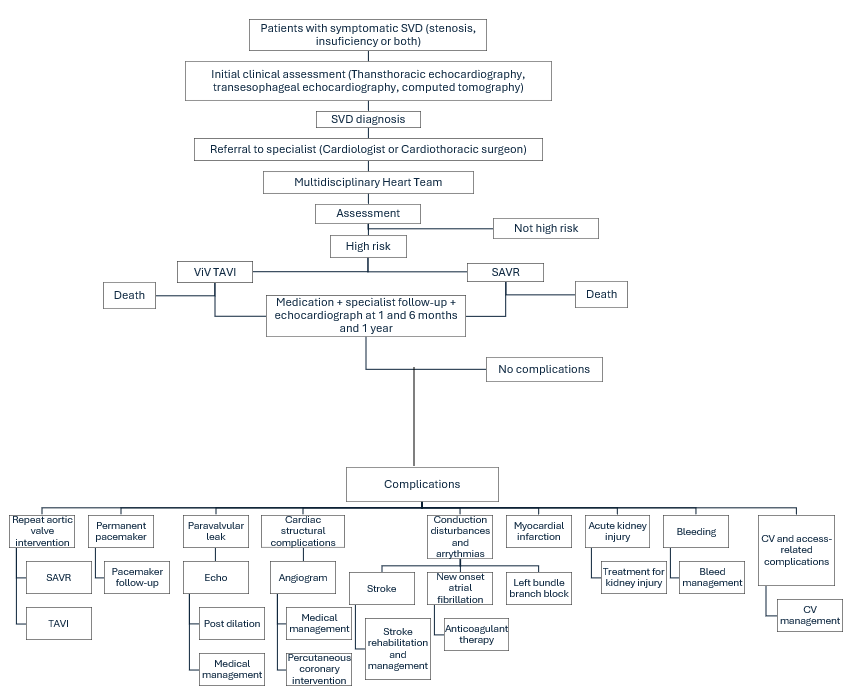 Patients with symptomatic SVD (stenosis,
insuficiency or both)
Initial clinical assessment (Thansthoracic echocardiography,
transesophageal echocardiography, computed tomography)
SVD diagnosis
Referral to specialist (Cardiologist or Cardiothoracic surgeon)
Multidisciplinary Heart Team
Assessment
Not high risk
High risk
ViV TAVI
SAVR
Death
Death
Medication + specialist follow-up +
echocardiograph at 1 and 6 months
and 1 year
No complications
Complications
Repeat aortic
valve
intervention
Permanent
pacemaker
Paravalvular
leak
Cardiac
structural
complications
Conduction
disturbances
and
arrythmias
Myocardial
infarction
Acute kidney
injury
Bleeding
CV and access-
related
complications
SAVR
Pacemaker
follow-up
Echo
Angiogram
Stroke
New onset
atrial
fibrillation
Left bundle
branch block
Treatment for
kidney injury
Bleed
management
TAVI
Post dilation
Medical
management
Stroke
rehabilitation
and
management
Anticoagulant
therapy
CV
management
Medical
management
Percutaneous
coronary
intervention